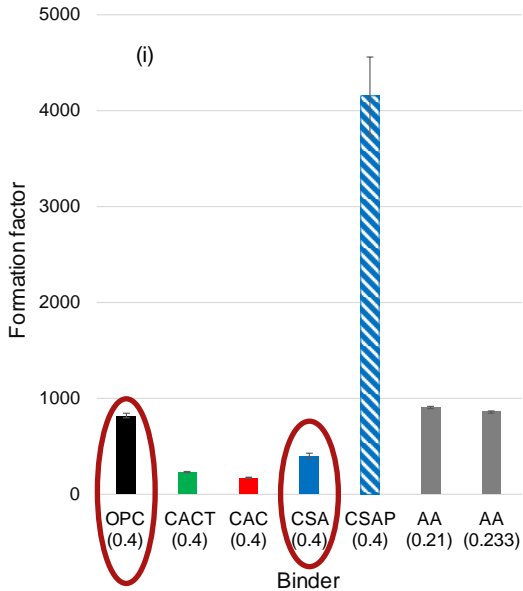 5000
(i)
4000
3000
2000
1000
0
Formation factor
OPC CACT CAC CSA CSAP AA AA
(0.4) (0.4) (0.4) (0.4) (0.4) (0.21) (0.233)
Binder